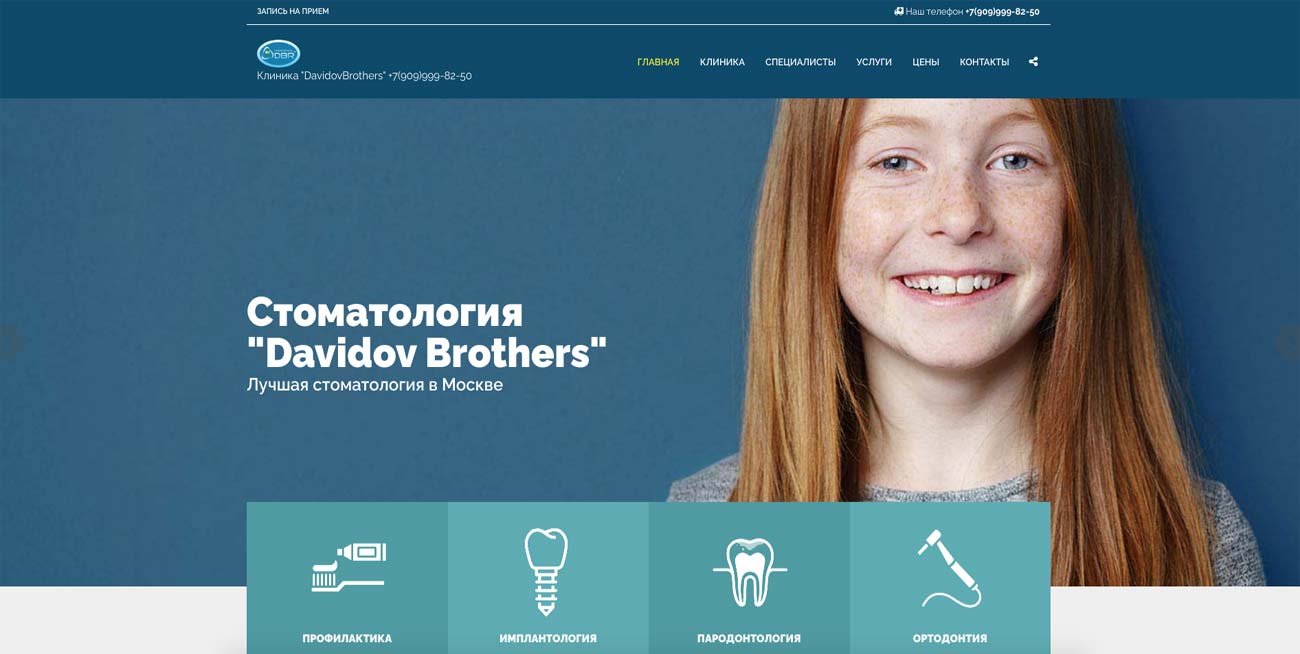 ЗАПИСЬ НА ПРИЕМ
Наш телефон +7(909)999-82-50
DBR
Клиника "DavidovBrothers" +7(909)999-82-50
ГЛАВНАЯ КЛИНИКА СПЕЦИАЛИСТЫ УСЛУГИ ЦЕНЫ КОНТАКТЫ
Стоматология
"Davidov Brothers"
Лучшая стоматология в Москве
ПРОФИЛАКТИКА ИМПЛАНТОЛОГИЯ ПАРОДОНТОЛОГИЯ ОРТОДОНТИЯ